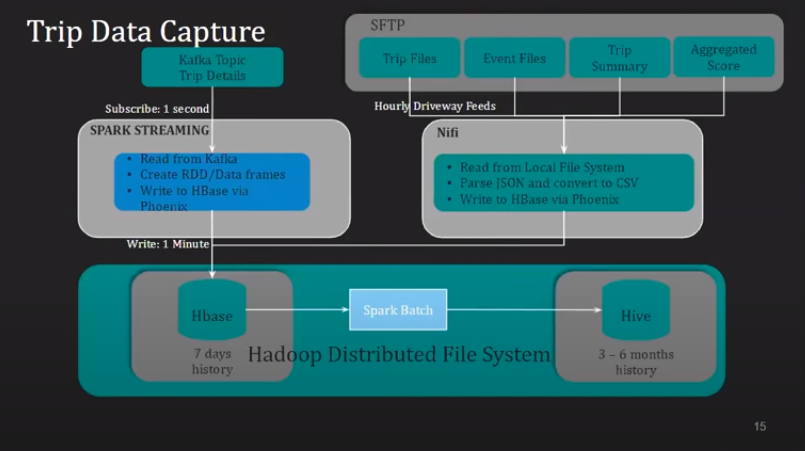 Trip Data Capture
Kafka Topic
Trip Details
SFTP
Trip Files
Event Files
Trip
Summary
Aggregated
Score
Subscribe: 1 second
Hourly Driveway Feeds
SPARK STREAMING
• Read from Kafka
• Create RDD/Data frames
• Write to HBase via
Phoenix
Nifi
• Read from Local File System
• Parse JSON and convert to CSV
• Write to HBase via Phoenix
Write: 1 Minute
Hbase
7 days
history
Spark Batch
Hadoop Distributed File System
Hive
3 – 6 months
history
15